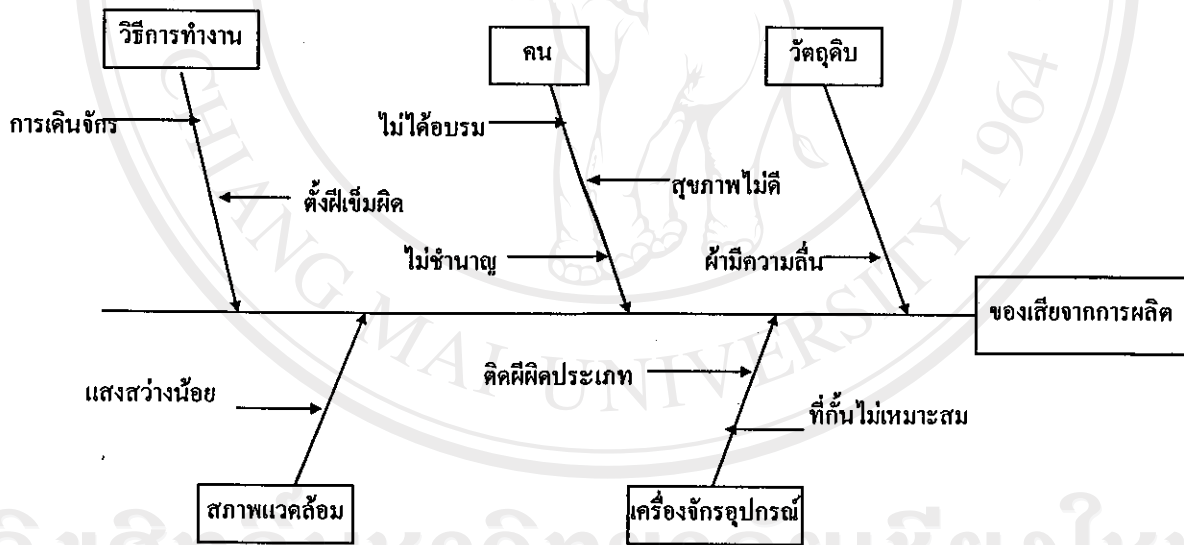 วิธีการทำงาน
คน
วัตถุดิบ
การเดินจักร
ไม่ได้อบรม
สุขภาพไม่ดี
ตั้งฝีเข็มผิด
ไม่ชำนาญ
ผ้ามีความลื่น
ของเสียจากการผลิต
แสงสว่างน้อย
ติดผีผิดประเภท
ที่กั้นไม่เหมาะสม
สภาพแวดล้อม
เครื่องจักรอุปกรณ์
CHIANG MAI UNIVERSITY 1964